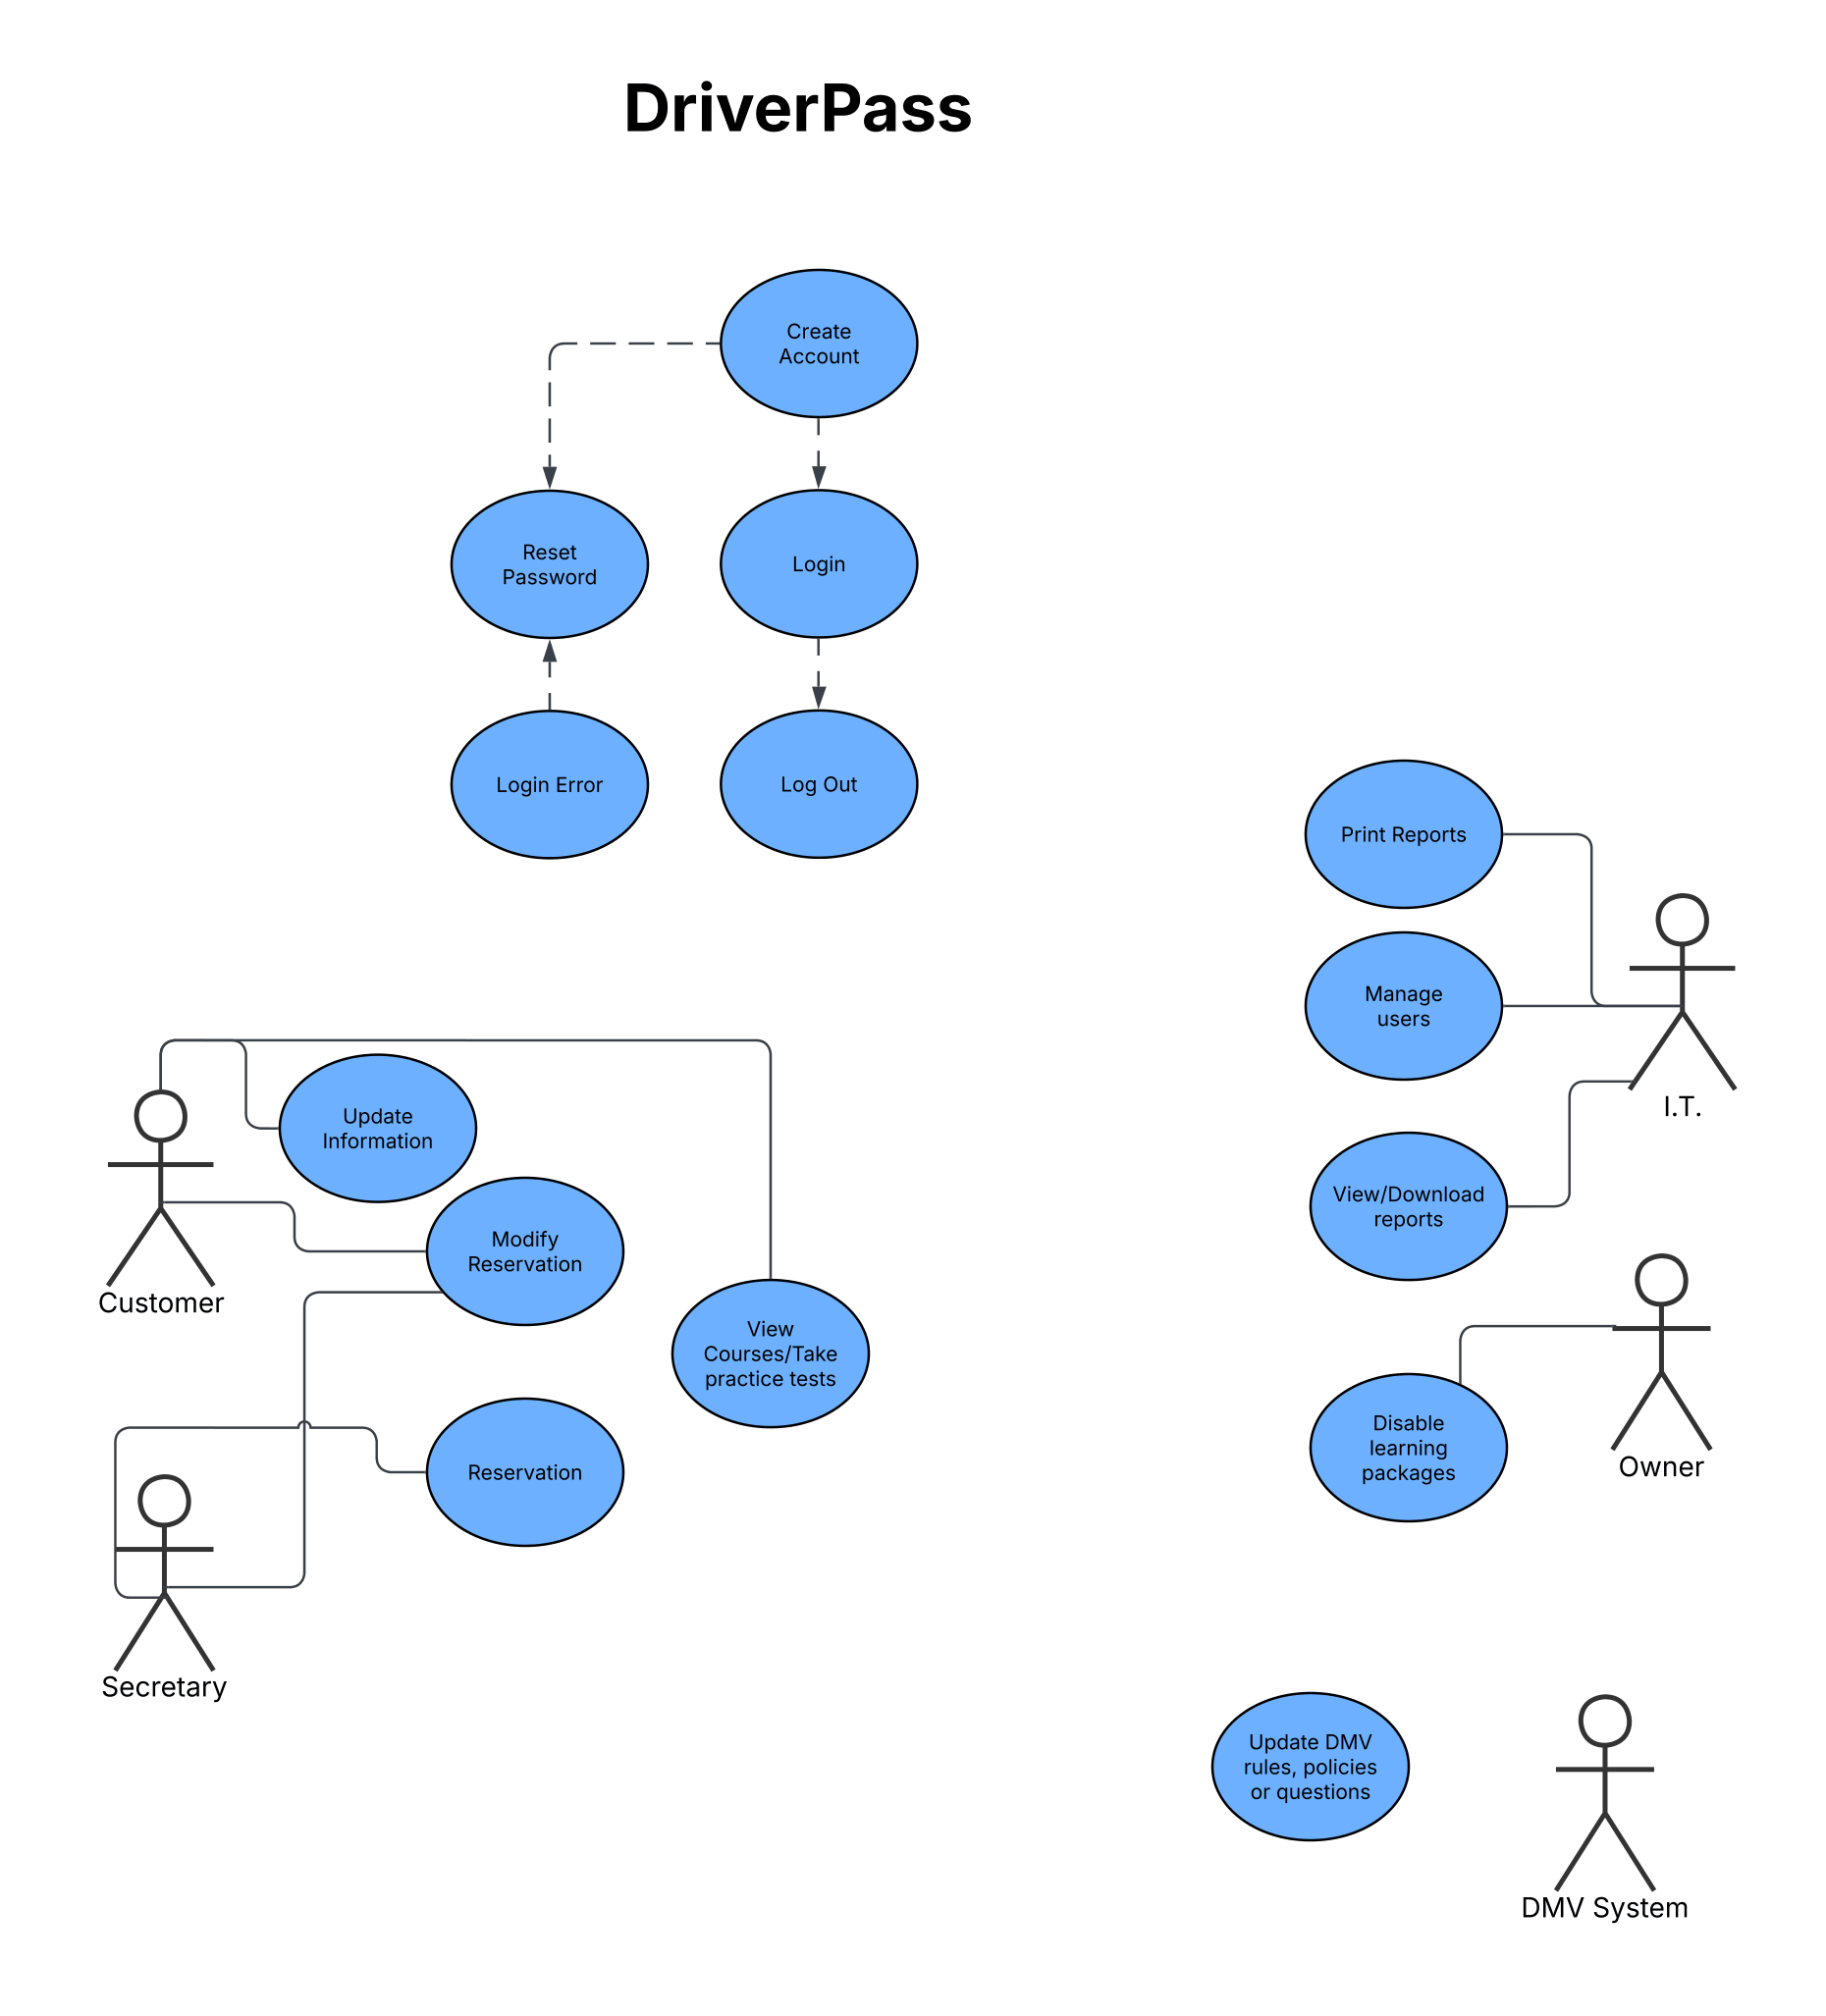 DriverPass
Create
Account
Reset
Password
Login
Login Error
Log Out
Print Reports
Manage
users
I.T.
Update
Information
Modify
Reservation
Customer
View/Download
reports
View
Courses/Take
practice tests
Reservation
Disable
learning
packages
Owner
Secretary
Update DMV
rules, policies
or questions
DMV System